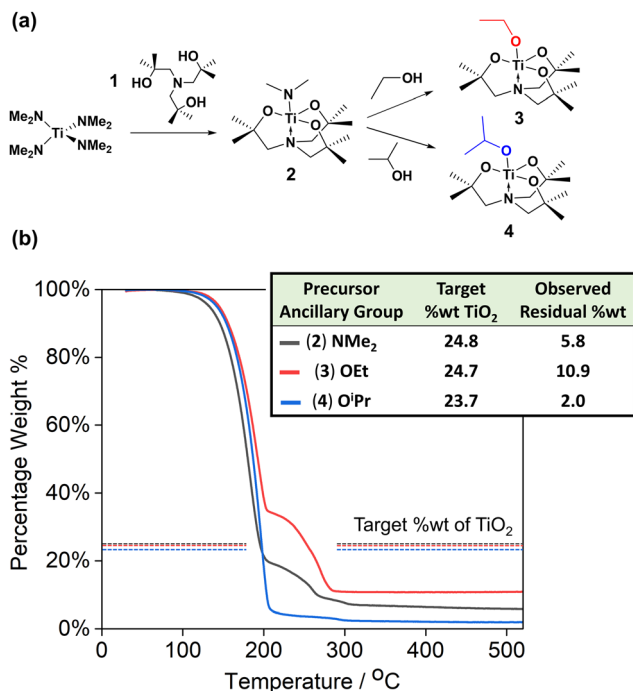 (a)
1
OH
OH
N
OH
Me2N
NMe2
Ti
Me2N
NMe2
N
O
Ti
O
O
N
2
OH
OH
O
O
Ti
O
O
N
3
O
O
Ti
O
O
N
4
(b)
Precursor Ancillary Group
Target %wt TiO₂
Observed Residual %wt
(2) NMe₂ 24.8 5.8
(3) OEt 24.7 10.9
(4) OⁱPr 23.7 2.0
100%
80%
60%
40%
20%
0%
Percentage Weight %
Target %wt of TiO₂
0 100 200 300 400 500
Temperature / ᴼC